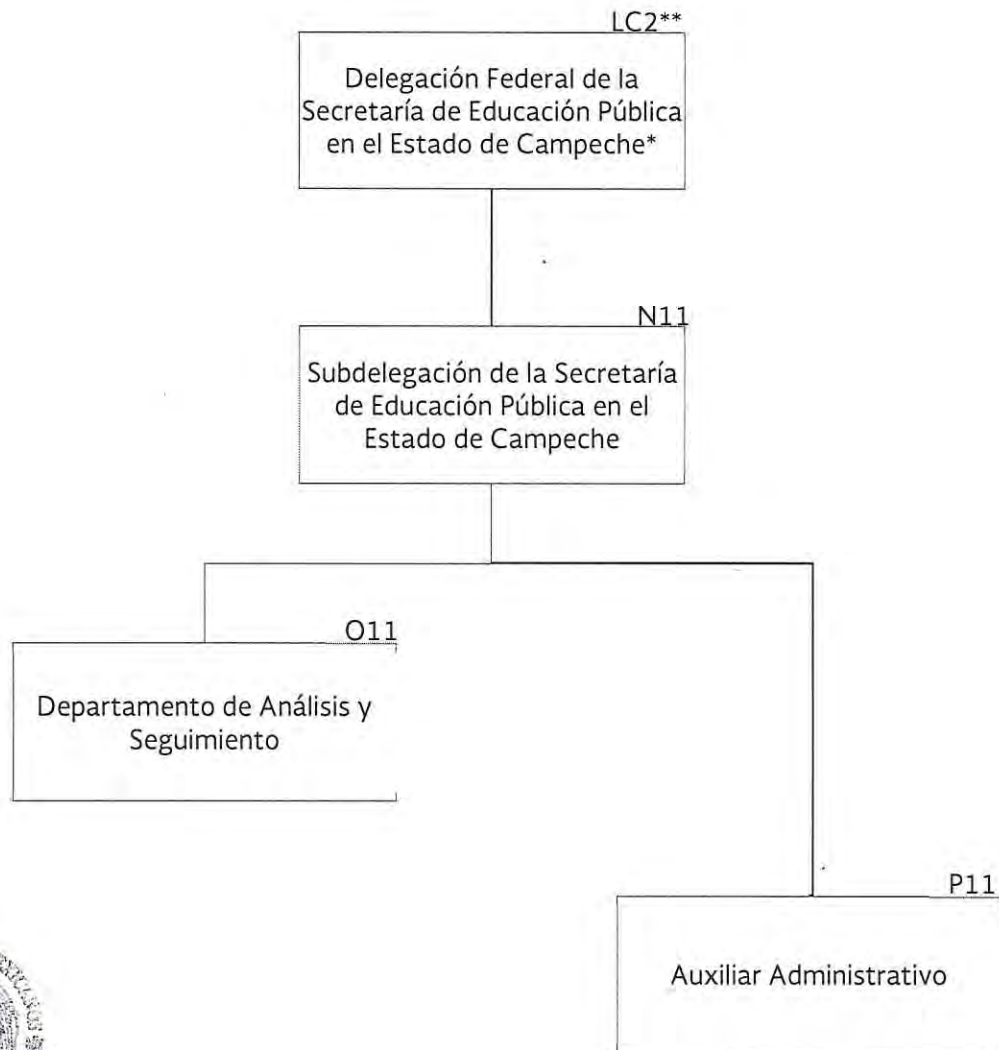 LC2**
Delegación Federal de la
Secretaría de Educación Pública
en el Estado de Campeche*
N11
Subdelegación de la Secretaría
de Educación Pública en el
Estado de Campeche
O11
Departamento de Análisis y
Seguimiento
P11
Auxiliar Administrativo